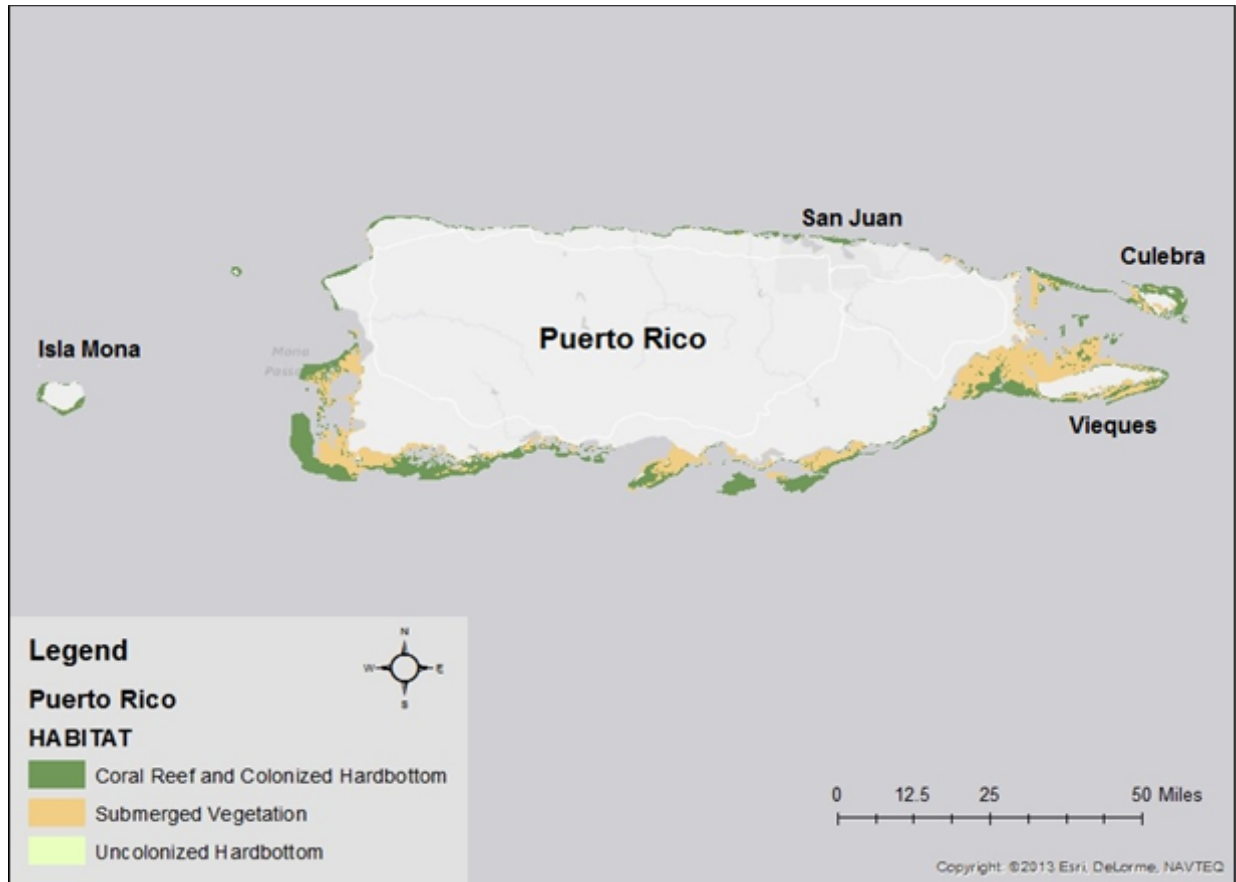 San Juan
Culebra
Puerto Rico
Isla Mona
Mona
Passage
Vieques
Legend
N
W E
S
Puerto Rico
HABITAT
Coral Reef and Colonized Hardbottom
Submerged Vegetation
Uncolonized Hardbottom
0 12.5 25 50 Miles
Copyright: ©2013 Esri, DeLorme, NAVTEQ